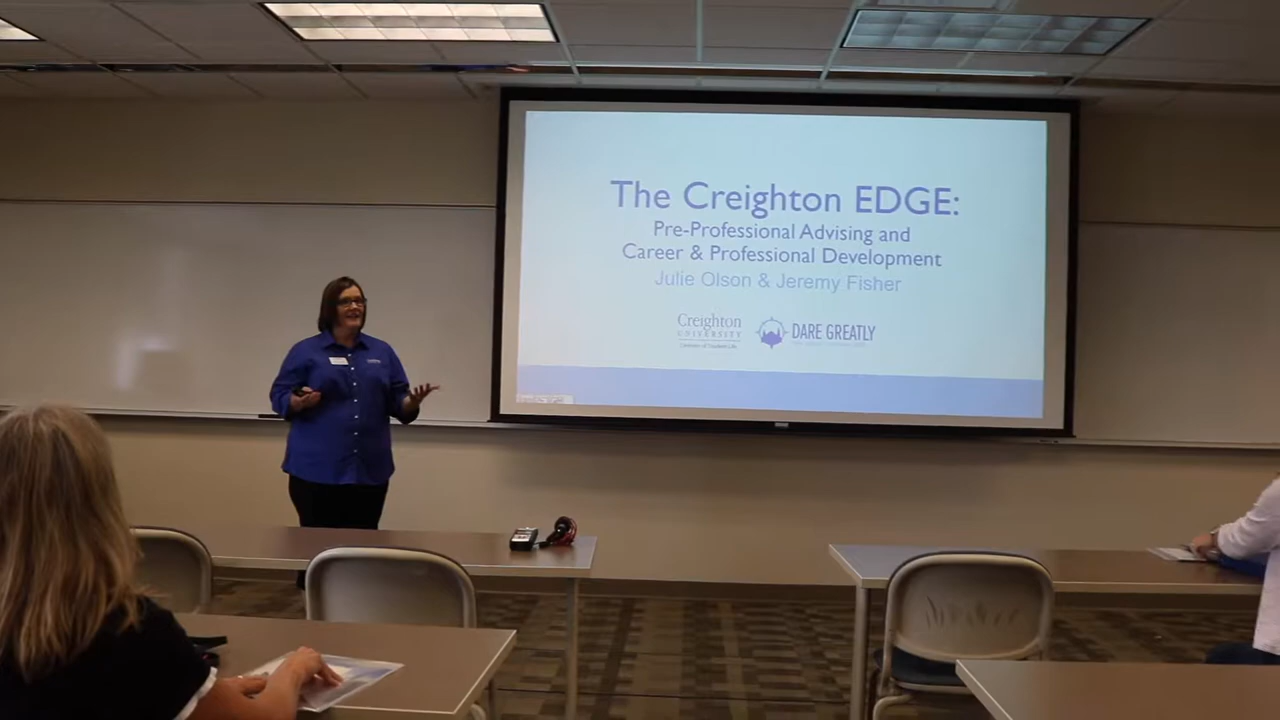 The Creighton EDGE:
Pre-Professional Advising and
Career & Professional Development
Julie Olson & Jeremy Fisher
Creighton
UNIVERSITY
DARE GREATLY